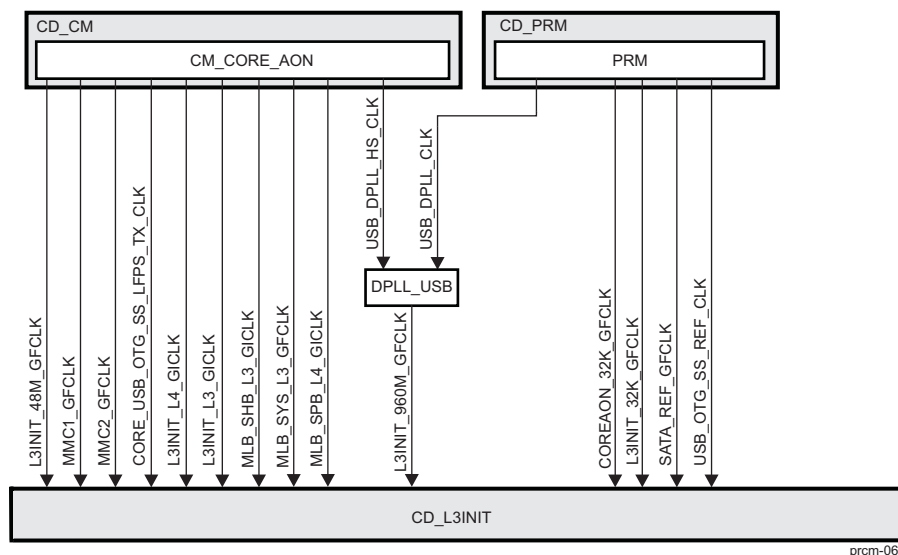 CD_CM
CM_CORE_AON
CD_PRM
PRM
USB_DPLL_HS_CLK
USB_DPLL_CLK
DPLL_USB
L3INIT_48M_GFCLK
MMC1_GFCLK
MMC2_GFCLK
CORE_USB_OTG_SS_LFPS_TX_CLK
L3INIT_L4_GICLK
L3INIT_L3_GICLK
MLB_SHB_L3_GICLK
MLB_SYS_L3_GFCLK
MLB_SPB_L4_GICLK
L3INIT_960M_GFCLK
COREAON_32K_GFCLK
L3INIT_32K_GFCLK
SATA_REF_GFCLK
USB_OTG_SS_REF_CLK
CD_L3INIT
prcm-06